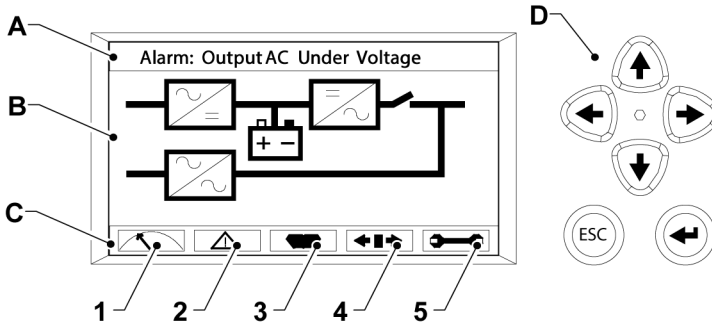 A
Alarm: Output AC Under Voltage
D
B
+ −
C
ESC
1 2 3 4 5